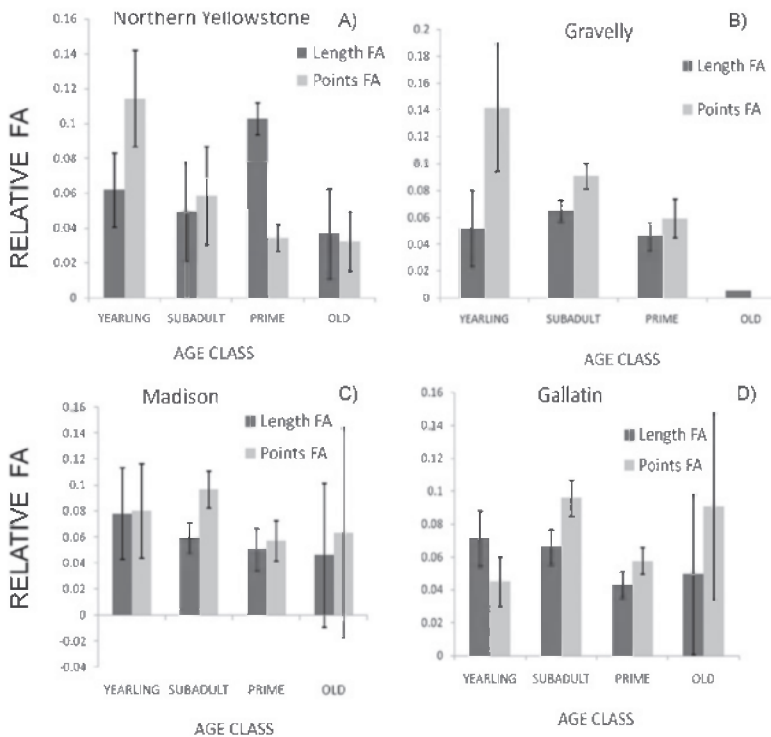 Northern Yellowstone A)
Length FA
Points FA
0.16
0.14
0.12
0.1
0.08
0.06
0.04
0.02
0
RELATIVE FA
YEARLING SUBADULT PRIME OLD
AGE CLASS
Gravelly B)
Length FA
Points FA
0.2
0.18
0.16
0.14
0.12
0.1
0.08
0.06
0.04
0.02
0
YEARLING SUBADULT PRIME OLD
AGE CLASS
Madison C)
Length FA
Points FA
0.16
0.14
0.12
0.1
0.08
0.06
0.04
0.02
0
-0.02
-0.04
RELATIVE FA
YEARLING SUBADULT PRIME OLD
AGE CLASS
Gallatin D)
Length FA
Points FA
0.16
0.14
0.12
0.1
0.08
0.06
0.04
0.02
0
YEARLING SUBADULT PRIME OLD
AGE CLASS